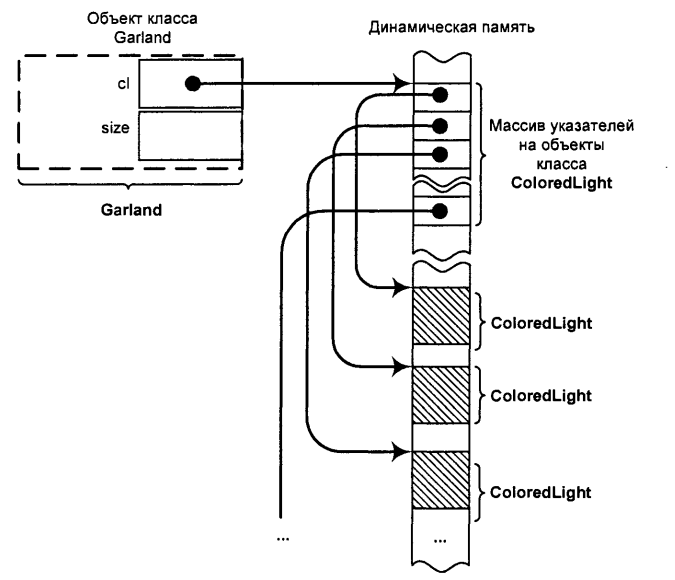 Объект класса
Garland
Динамическая память
cl
size
Garland
Массив указателей
на объекты
класса
ColoredLight
ColoredLight
ColoredLight
ColoredLight
...
...